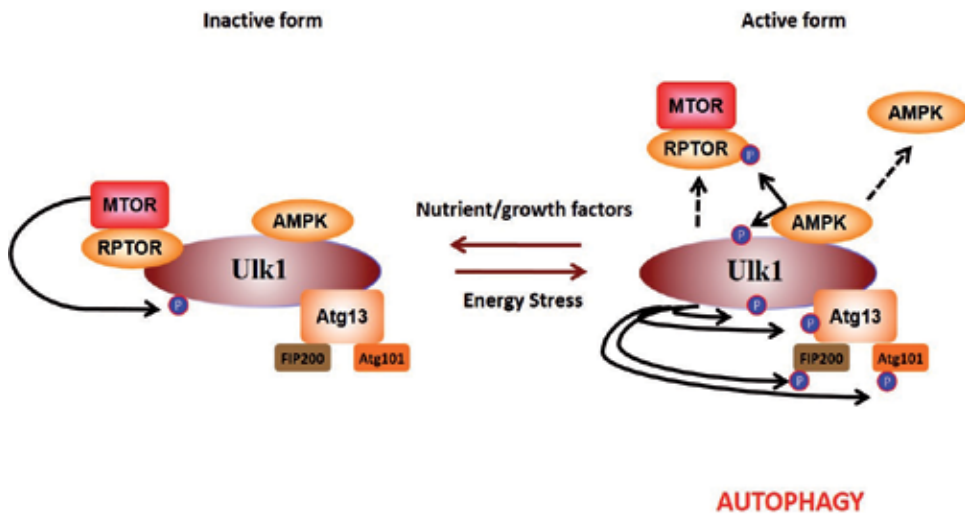 Inactive form
Active form
MTOR
RPTOR
AMPK
Ulk1
P
Atg13
FIP200
Atg101
Nutrient/growth factors
Energy Stress
MTOR
RPTOR
P
AMPK
AMPK
P
Ulk1
P
P
Atg13
FIP200
Atg101
P
P
AUTOPHAGY